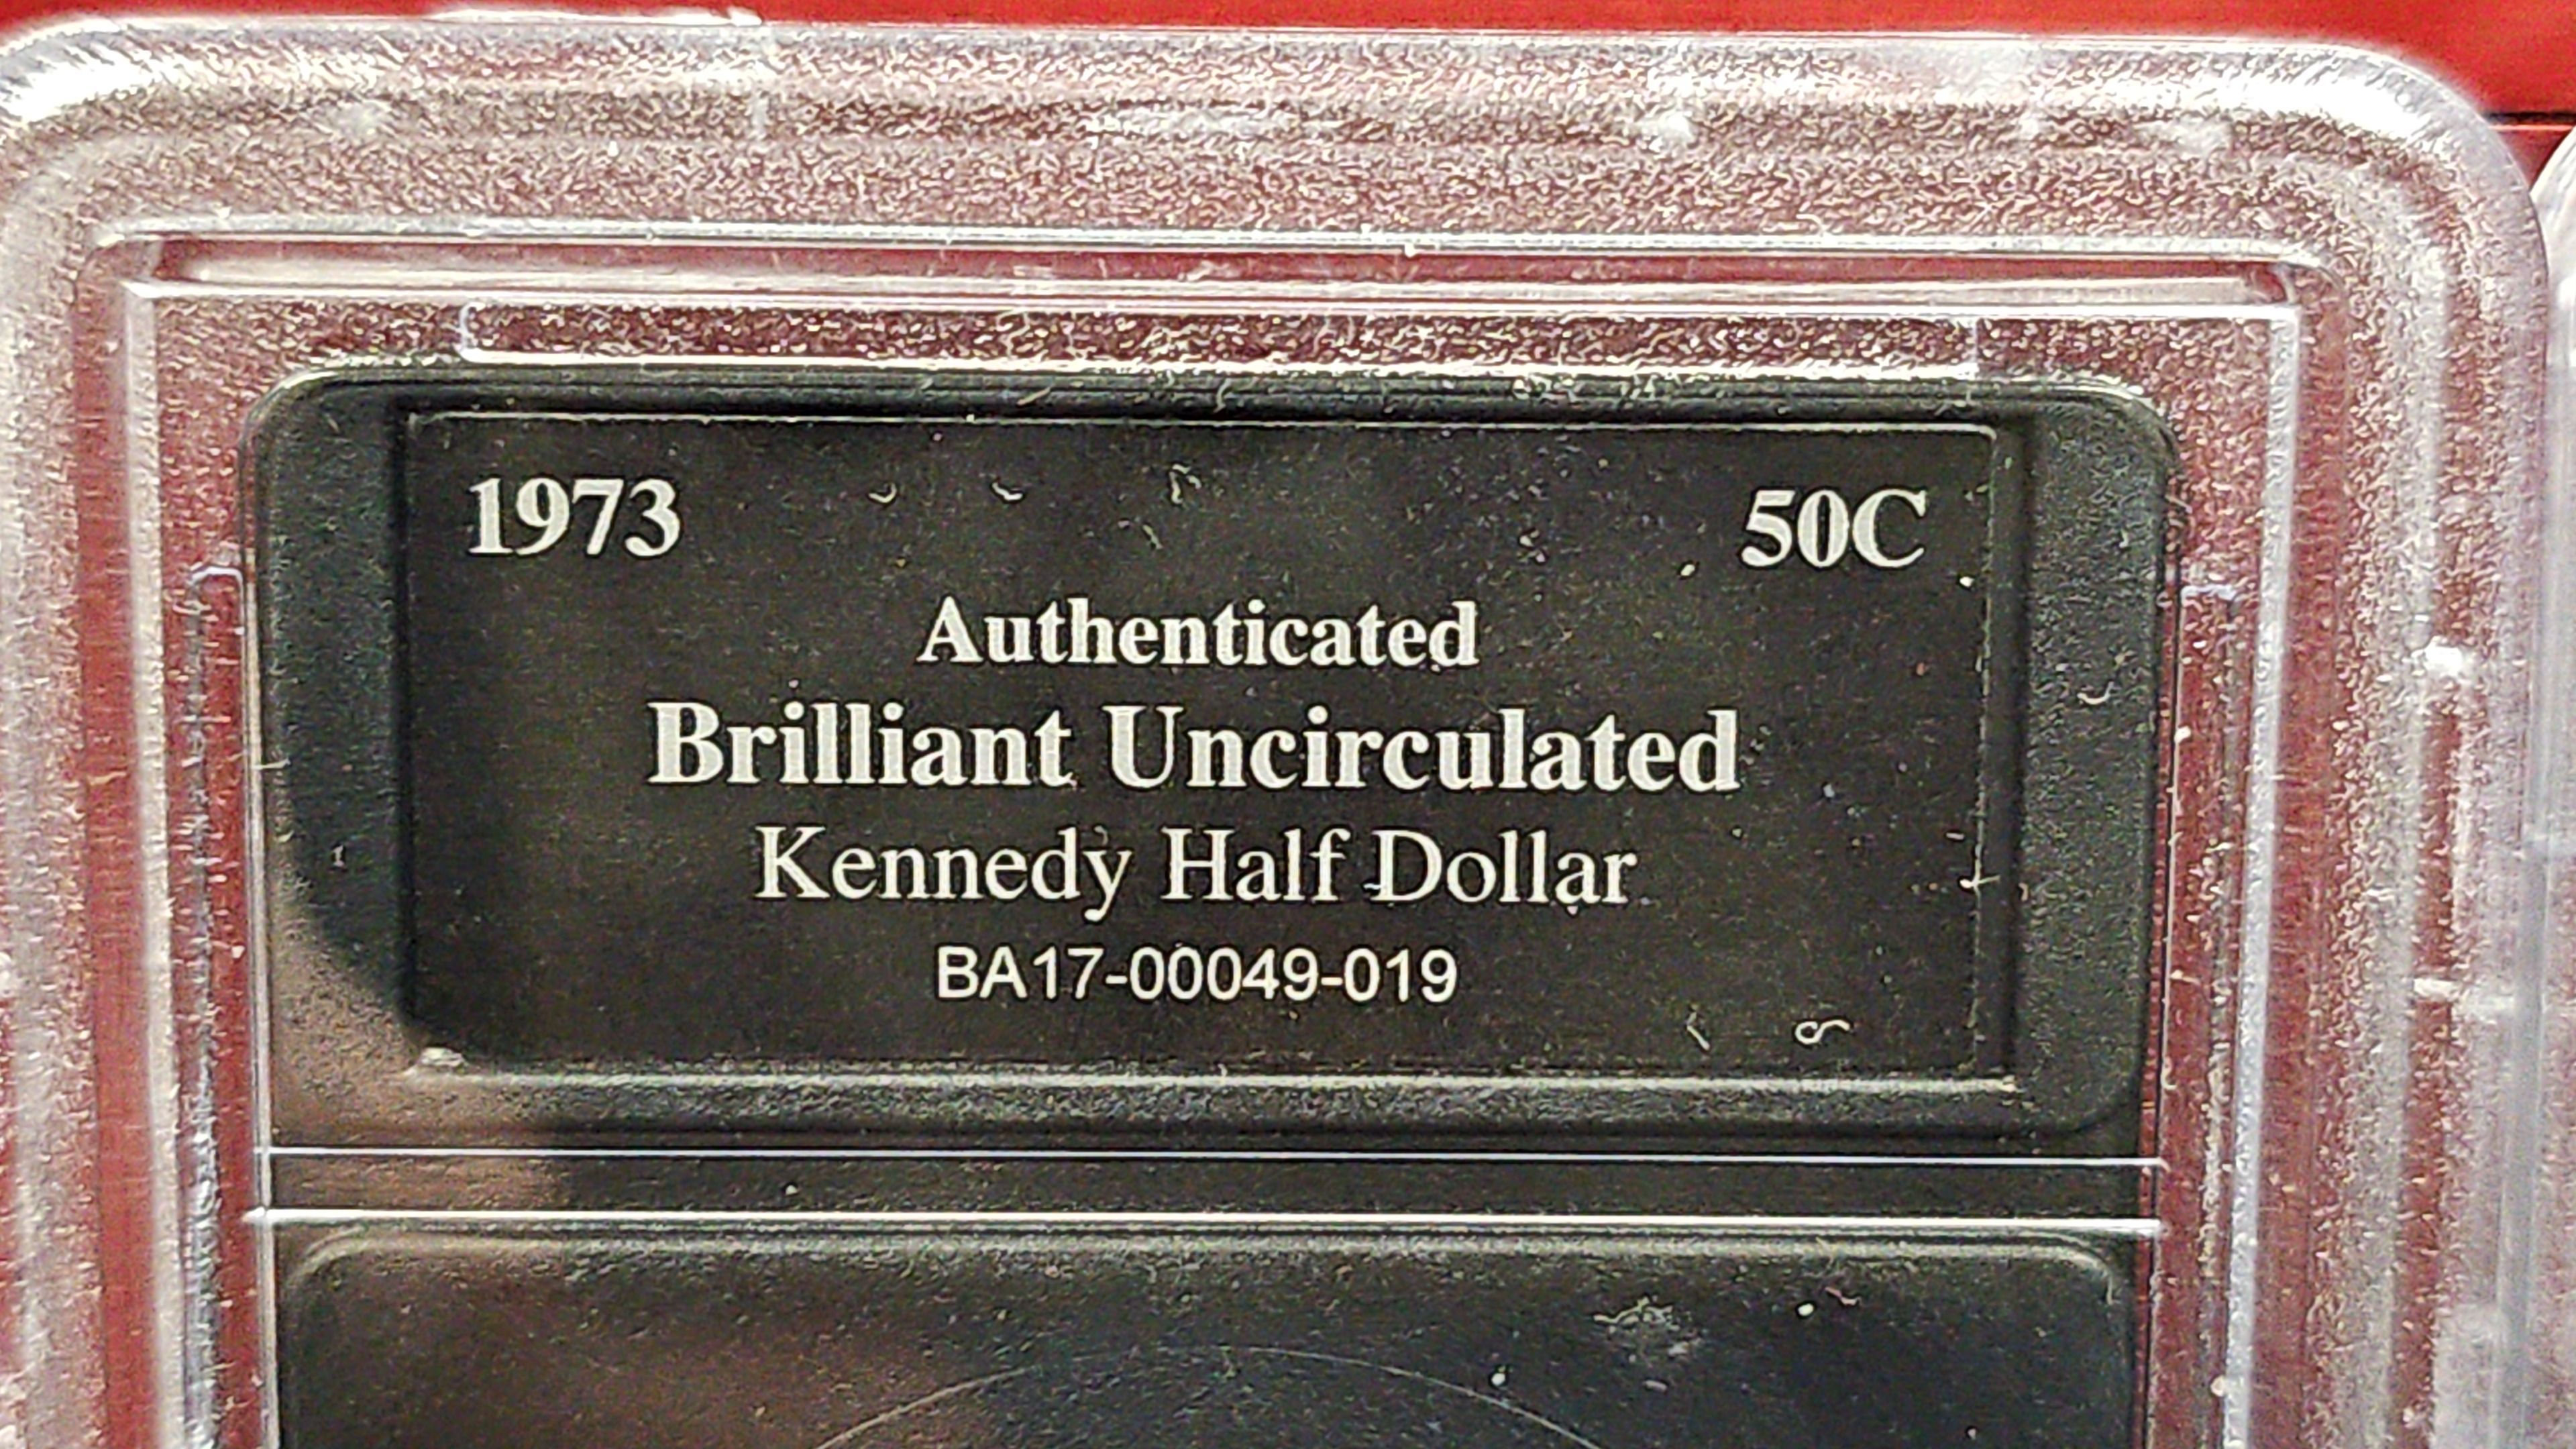 1973 50C
Authenticated
Brilliant Uncirculated
Kennedy Half Dollar
BA17-00049-019